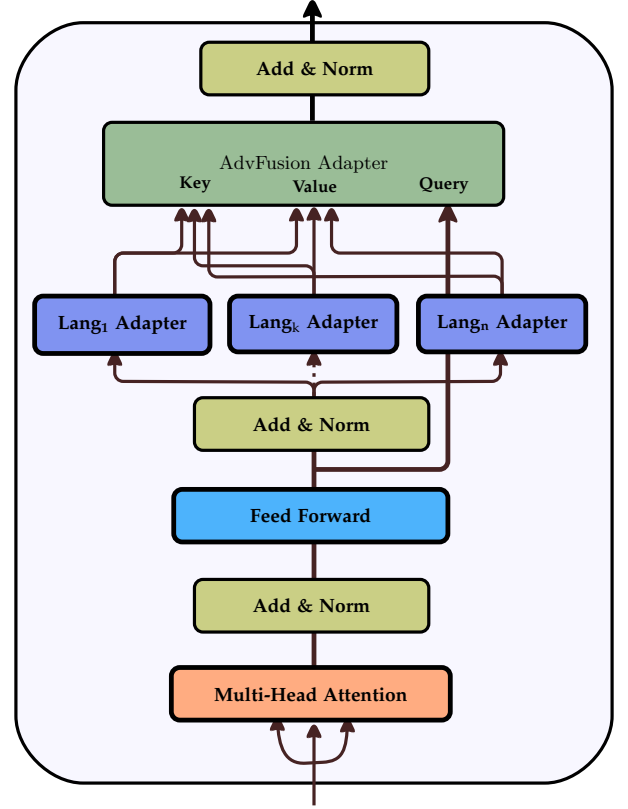 Add & Norm
AdvFusion Adapter
Key Value Query
Lang₁ Adapter Langₖ Adapter Langₙ Adapter
Add & Norm
Feed Forward
Add & Norm
Multi-Head Attention